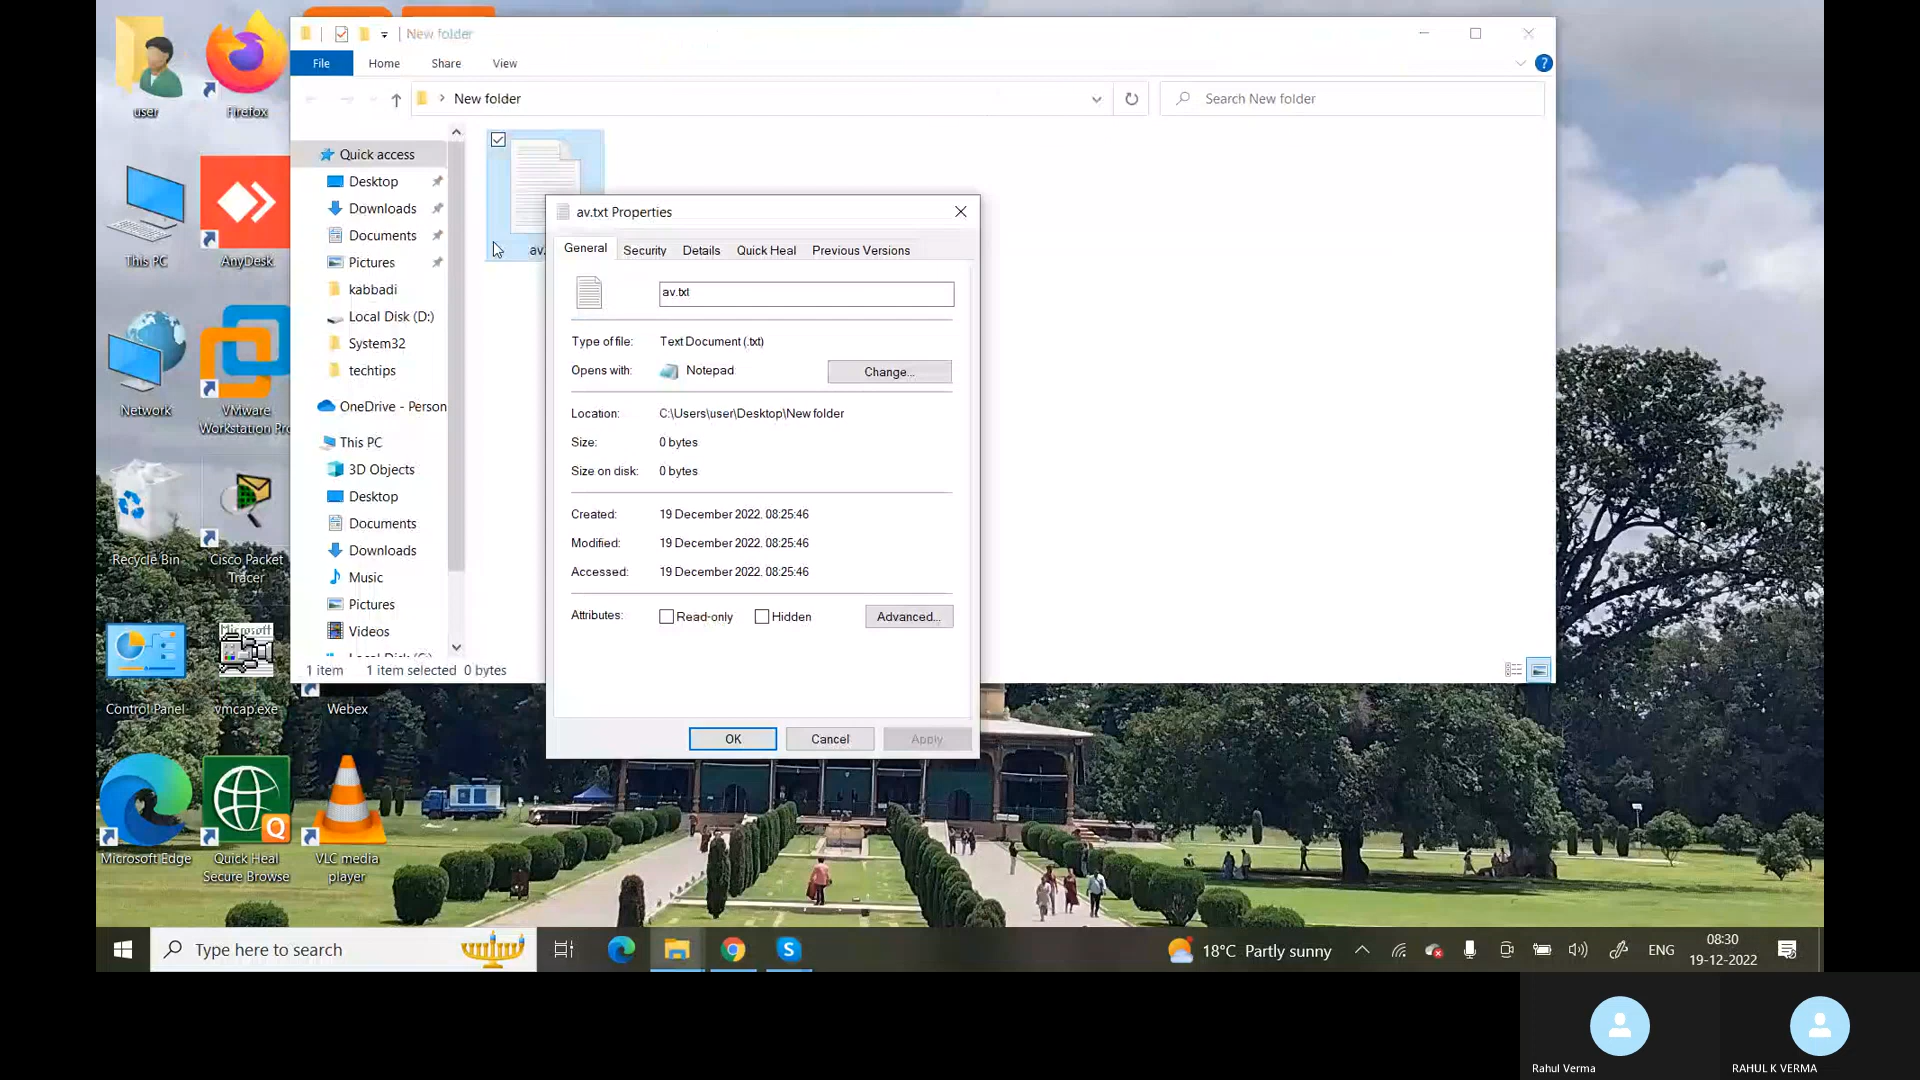 New folder
File Home Share View
New folder
Search New folder
Quick access
Desktop
Downloads
Documents
Pictures
kabbadi
Local Disk (D:)
System32
techtips
OneDrive - Person
This PC
3D Objects
Desktop
Documents
Downloads
Music
Pictures
Videos
1 item 1 item selected 0 bytes
av.
av.txt Properties
General Security Details Quick Heal Previous Versions
av.txt
Type of file: Text Document (.txt)
Opens with: Notepad Change...
Location: C:\Users\user\Desktop\New folder
Size: 0 bytes
Size on disk: 0 bytes
Created: 19 December 2022, 08:25:46
Modified: 19 December 2022, 08:25:46
Accessed: 19 December 2022, 08:25:46
Attributes: Read-only Hidden Advanced...
OK Cancel Apply
user
Firefox
This PC
AnyDesk
Network
VMware
Workstation Pro
Recycle Bin
Cisco Packet
Tracer
Microsoft
Control Panel
vmcap.exe
Webex
Microsoft Edge
Quick Heal
Secure Browse
VLC media
player
Type here to search
18°C Partly sunny
ENG
08:30
19-12-2022
Rahul Verma
RAHUL K VERMA